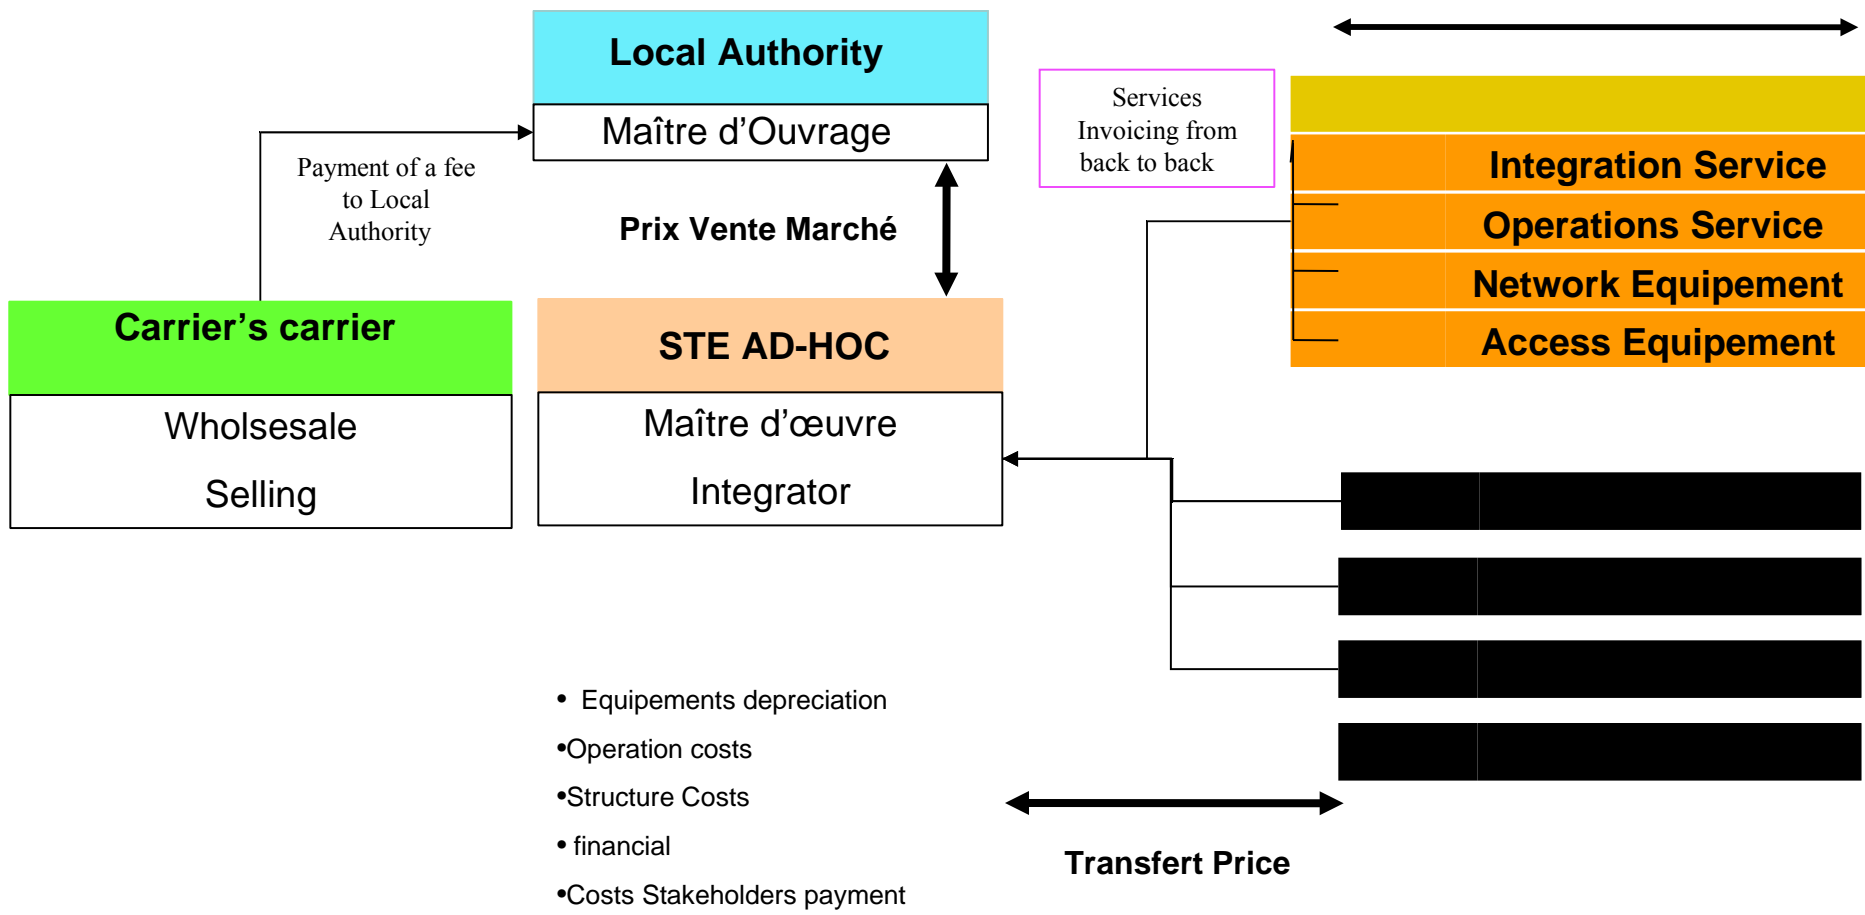 Local Authority
Maître d’Ouvrage
Payment of a fee
to Local
Authority
Prix Vente Marché
Services
Invoicing from
back to back
Integration Service
Operations Service
Network Equipement
Access Equipement
Carrier’s carrier
Wholsesale
Selling
STE AD-HOC
Maître d’œuvre
Integrator
• Equipements depreciation
•Operation costs
•Structure Costs
• financial
•Costs Stakeholders payment
Transfert Price